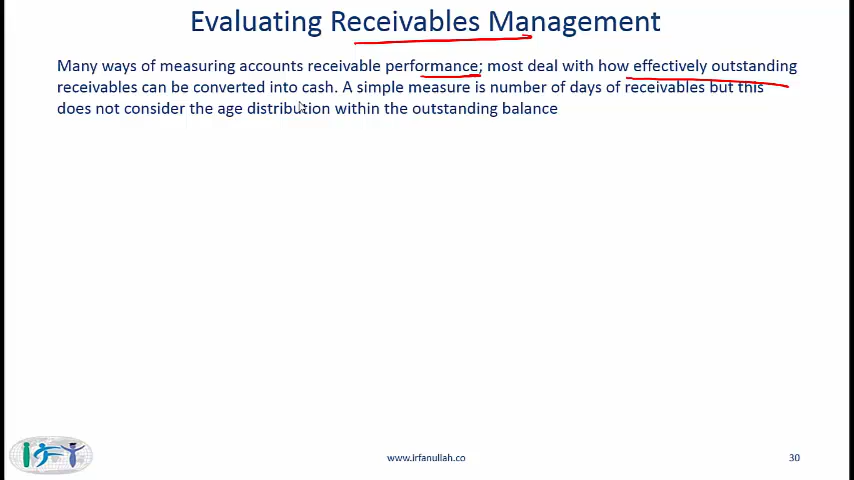 Evaluating Receivables Management
Many ways of measuring accounts receivable performance; most deal with how effectively outstanding
receivables can be converted into cash. A simple measure is number of days of receivables but this
does not consider the age distribution within the outstanding balance
www.irfanullah.co
30